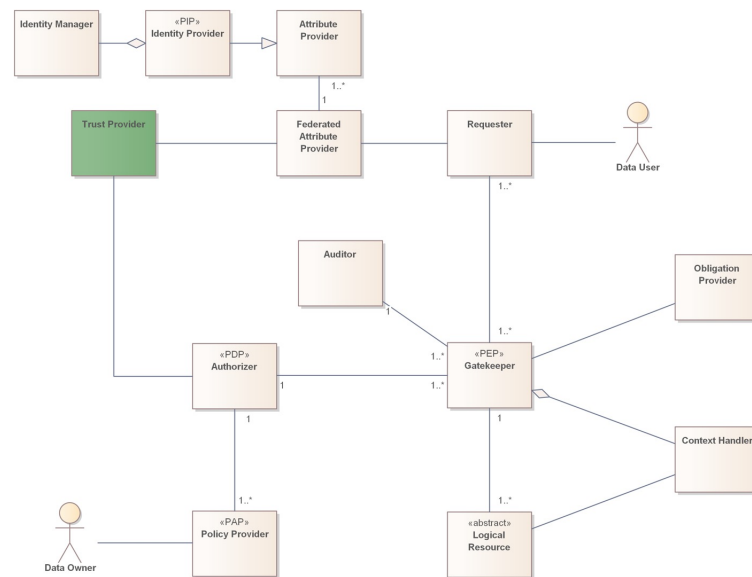 Identity Manager
«PIP»
Identity Provider
Attribute
Provider
1..*
1
Trust Provider
Federated
Attribute
Provider
Requester
Data User
1..*
Auditor
Obligation
Provider
1
1..*
1..*
«PDP»
Authorizer
1
1..*
«PEP»
Gatekeeper
1
1
Context Handler
1..*
1..*
«PAP»
Policy Provider
«abstract»
Logical
Resource
Data Owner